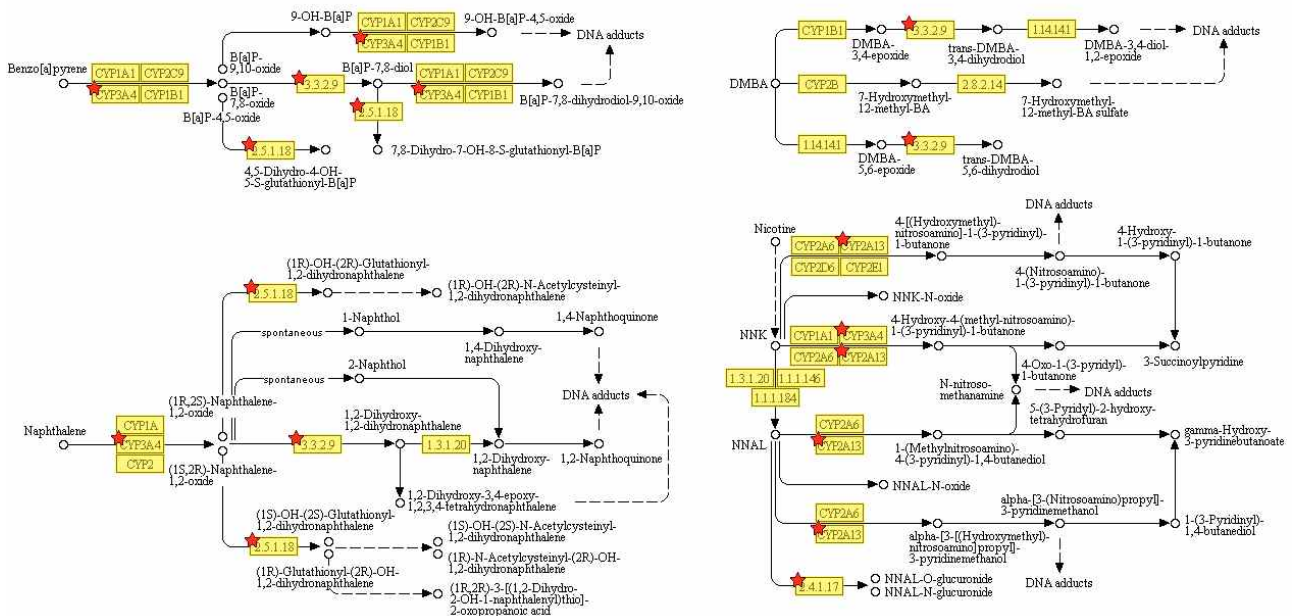 9-OH-B[a]P
CYP1A1 CYP2C9
9-OH-B[a]P-4,5-oxide
CYP3A4 CYP1B1
DNA adducts
B[a]P-
9,10-oxide
B[a]P-7,8-diol
Benzo[a]pyrene
CYP1A1 CYP2C9
3.3.2.9
CYP1A1 CYP2C9
CYP3A4 CYP1B1
CYP3A4 CYP1B1
B[a]P-
7,8-oxide
B[a]P-7,8-dihydrodiol-9,10-oxide
B[a]P-4,5-oxide
2.5.1.18
2.5.1.18
7,8-Dihydro-7-OH-8-S-glutathionyl-B[a]P
4,5-Dihydro-4-OH-
5-S-glutathionyl-B[a]P
CYP1B1
3.3.2.9
1.14.14.1
DNA adducts
DMBA-
3,4-epoxide
trans-DMBA-
3,4-dihydrodiol
DMBA-3,4-diol-
1,2-epoxide
DMBA
CYP2B
2.8.2.14
7-Hydroxymethyl-
12-methyl-BA
7-Hydroxymethyl-
12-methyl-BA sulfate
1.14.14.1
3.3.2.9
DMBA-
5,6-epoxide
trans-DMBA-
5,6-dihydrodiol
(1R)-OH-(2R)-Glutathionyl-
1,2-dihydronaphthalene
2.5.1.18
(1R)-OH-(2R)-N-Acetylcysteinyl-
1,2-dihydronaphthalene
1-Naphthol
1,4-Naphthoquinone
spontaneous
1,4-Dihydroxy-
naphthalene
2-Naphthol
spontaneous
DNA adducts
(1R,2S)-Naphthalene-
1,2-oxide
1,2-Dihydroxy-
1,2-dihydronaphthalene
Naphthalene
CYP1A
CYP3A4
CYP2
3.3.2.9
1.3.1.20
1,2-Dihydroxy-
naphthalene
1,2-Naphthoquinone
(1S,2R)-Naphthalene-
1,2-oxide
1,2-Dihydroxy-3,4-epoxy-
1,2,3,4-tetrahydronaphthalene
(1S)-OH-(2S)-Glutathionyl-
1,2-dihydronaphthalene
(1S)-OH-(2S)-N-Acetylcysteinyl-
1,2-dihydronaphthalene
2.5.1.18
(1R)-N-Acetylcysteinyl-(2R)-OH-
1,2-dihydronaphthalene
(1R)-Glutathionyl-(2R)-OH-
1,2-dihydronaphthalene
(1R,2R)-3-[(1,2-Dihydro-
2-OH-1-naphthalenyl)thio]-
2-oxopropanoic acid
DNA adducts
Nicotine
4-[(Hydroxymethyl)-
nitrosoamino]-1-(3-pyridinyl)-
1-butanone
4-Hydroxy-
1-(3-pyridinyl)-1-butanone
CYP2A6 CYP2A13
CYP2D6 CYP2E1
4-(Nitrosoamino)-
1-(3-pyridinyl)-1-butanone
NNK-N-oxide
4-Hydroxy-4-(methyl-nitrosoamino)-
1-(3-pyridinyl)-1-butanone
NNK
CYP1A1 CYP3A4
CYP2A6 CYP2A13
3-Succinoylpyridine
4-Oxo-1-(3-pyridyl)-
1-butanone
1.3.1.20 1.1.1.146
1.1.1.184
N-nitroso-
methanamine
DNA adducts
5-(3-Pyridyl)-2-hydroxy-
tetrahydrofuran
NNAL
CYP2A6
CYP2A13
gamma-Hydroxy-
3-pyridinebutanoate
1-(Methylnitrosoamino)-
4-(3-pyridinyl)-1,4-butanediol
NNAL-N-oxide
CYP2A6
CYP2A13
alpha-[3-(Nitrosoamino)propyl]-
3-pyridinemethanol
1-(3-Pyridinyl)-
1,4-butanediol
alpha-[3-[(Hydroxymethyl)-
nitrosoamino]propyl]-
3-pyridinemethanol
2.4.1.17
NNAL-O-glucuronide
NNAL-N-glucuronide
DNA adducts